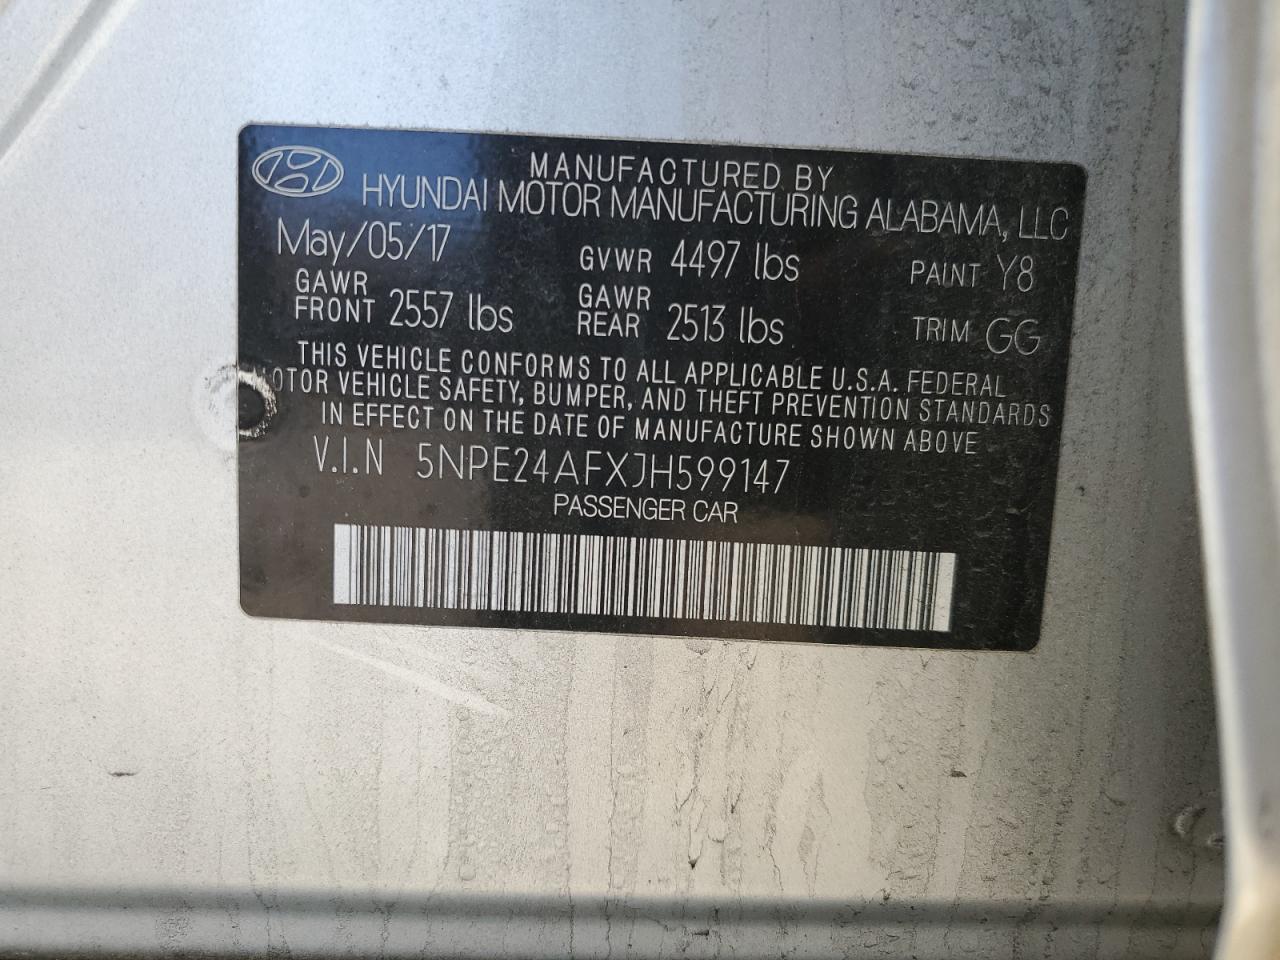 MANUFACTURED BY
HYUNDAI MOTOR MANUFACTURING ALABAMA, LLC
May/05/17 GVWR 4497 lbs PAINT Y8
GAWR FRONT 2557 lbs GAWR REAR 2513 lbs TRIM GG
THIS VEHICLE CONFORMS TO ALL APPLICABLE U.S.A. FEDERAL
MOTOR VEHICLE SAFETY, BUMPER, AND THEFT PREVENTION STANDARDS
IN EFFECT ON THE DATE OF MANUFACTURE SHOWN ABOVE
V.I.N 5NPE24AFXJH599147
PASSENGER CAR